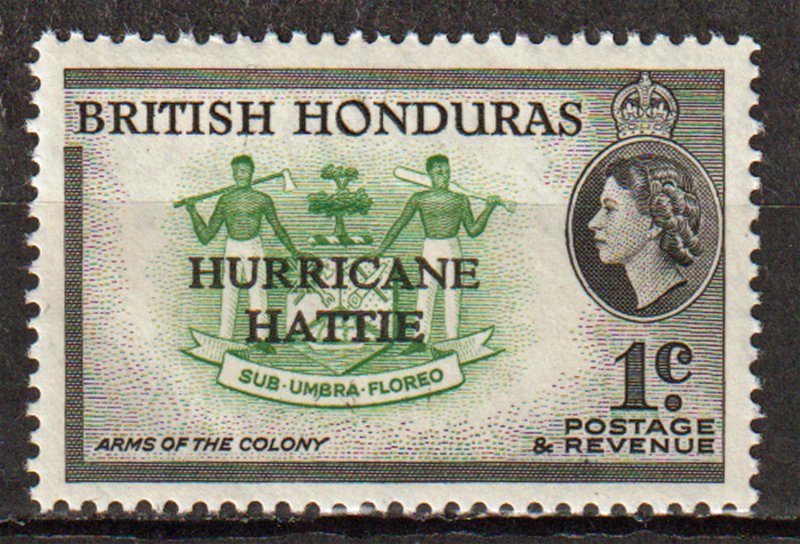 BRITISH HONDURAS
HURRICANE
HATTIE
SUB·UMBRA·FLOREO
1c.
POSTAGE
& REVENUE
ARMS OF THE COLONY